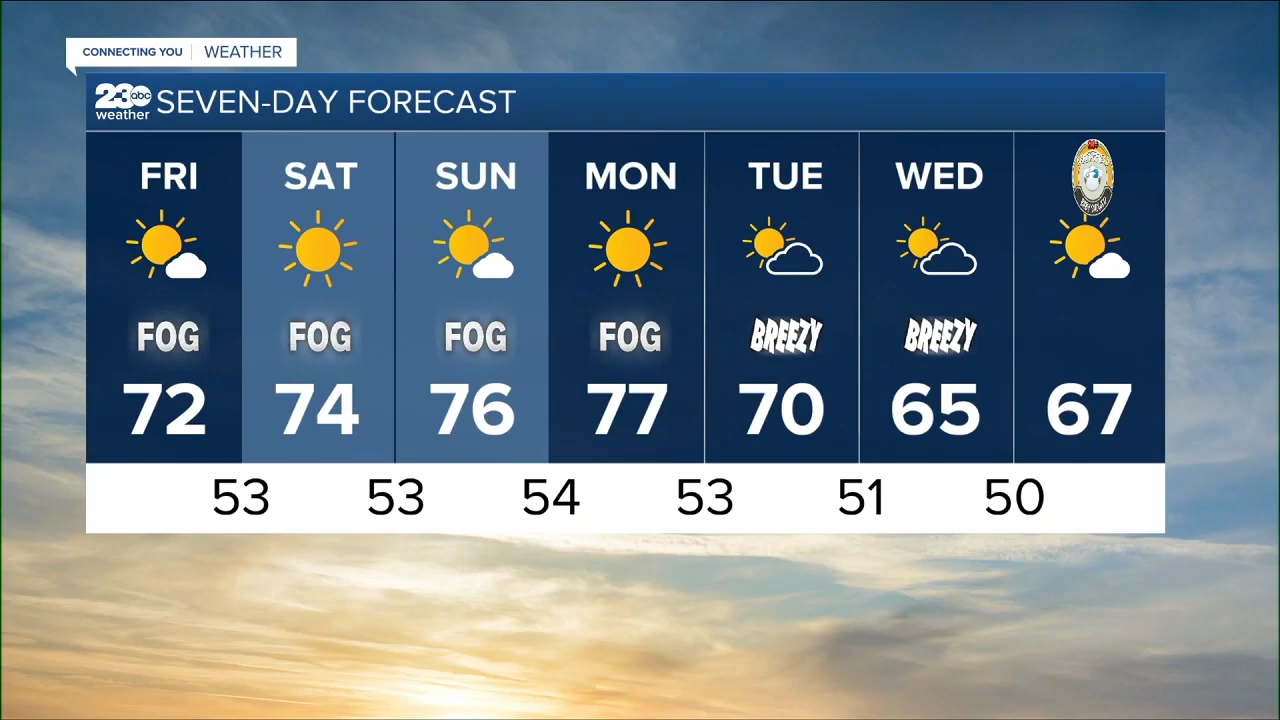 CONNECTING YOU | WEATHER
23 abc
weather
SEVEN-DAY FORECAST
FRI SAT SUN MON TUE WED
FOG FOG FOG FOG BREEZY BREEZY
72 74 76 77 70 65 67
53 53 54 53 51 50